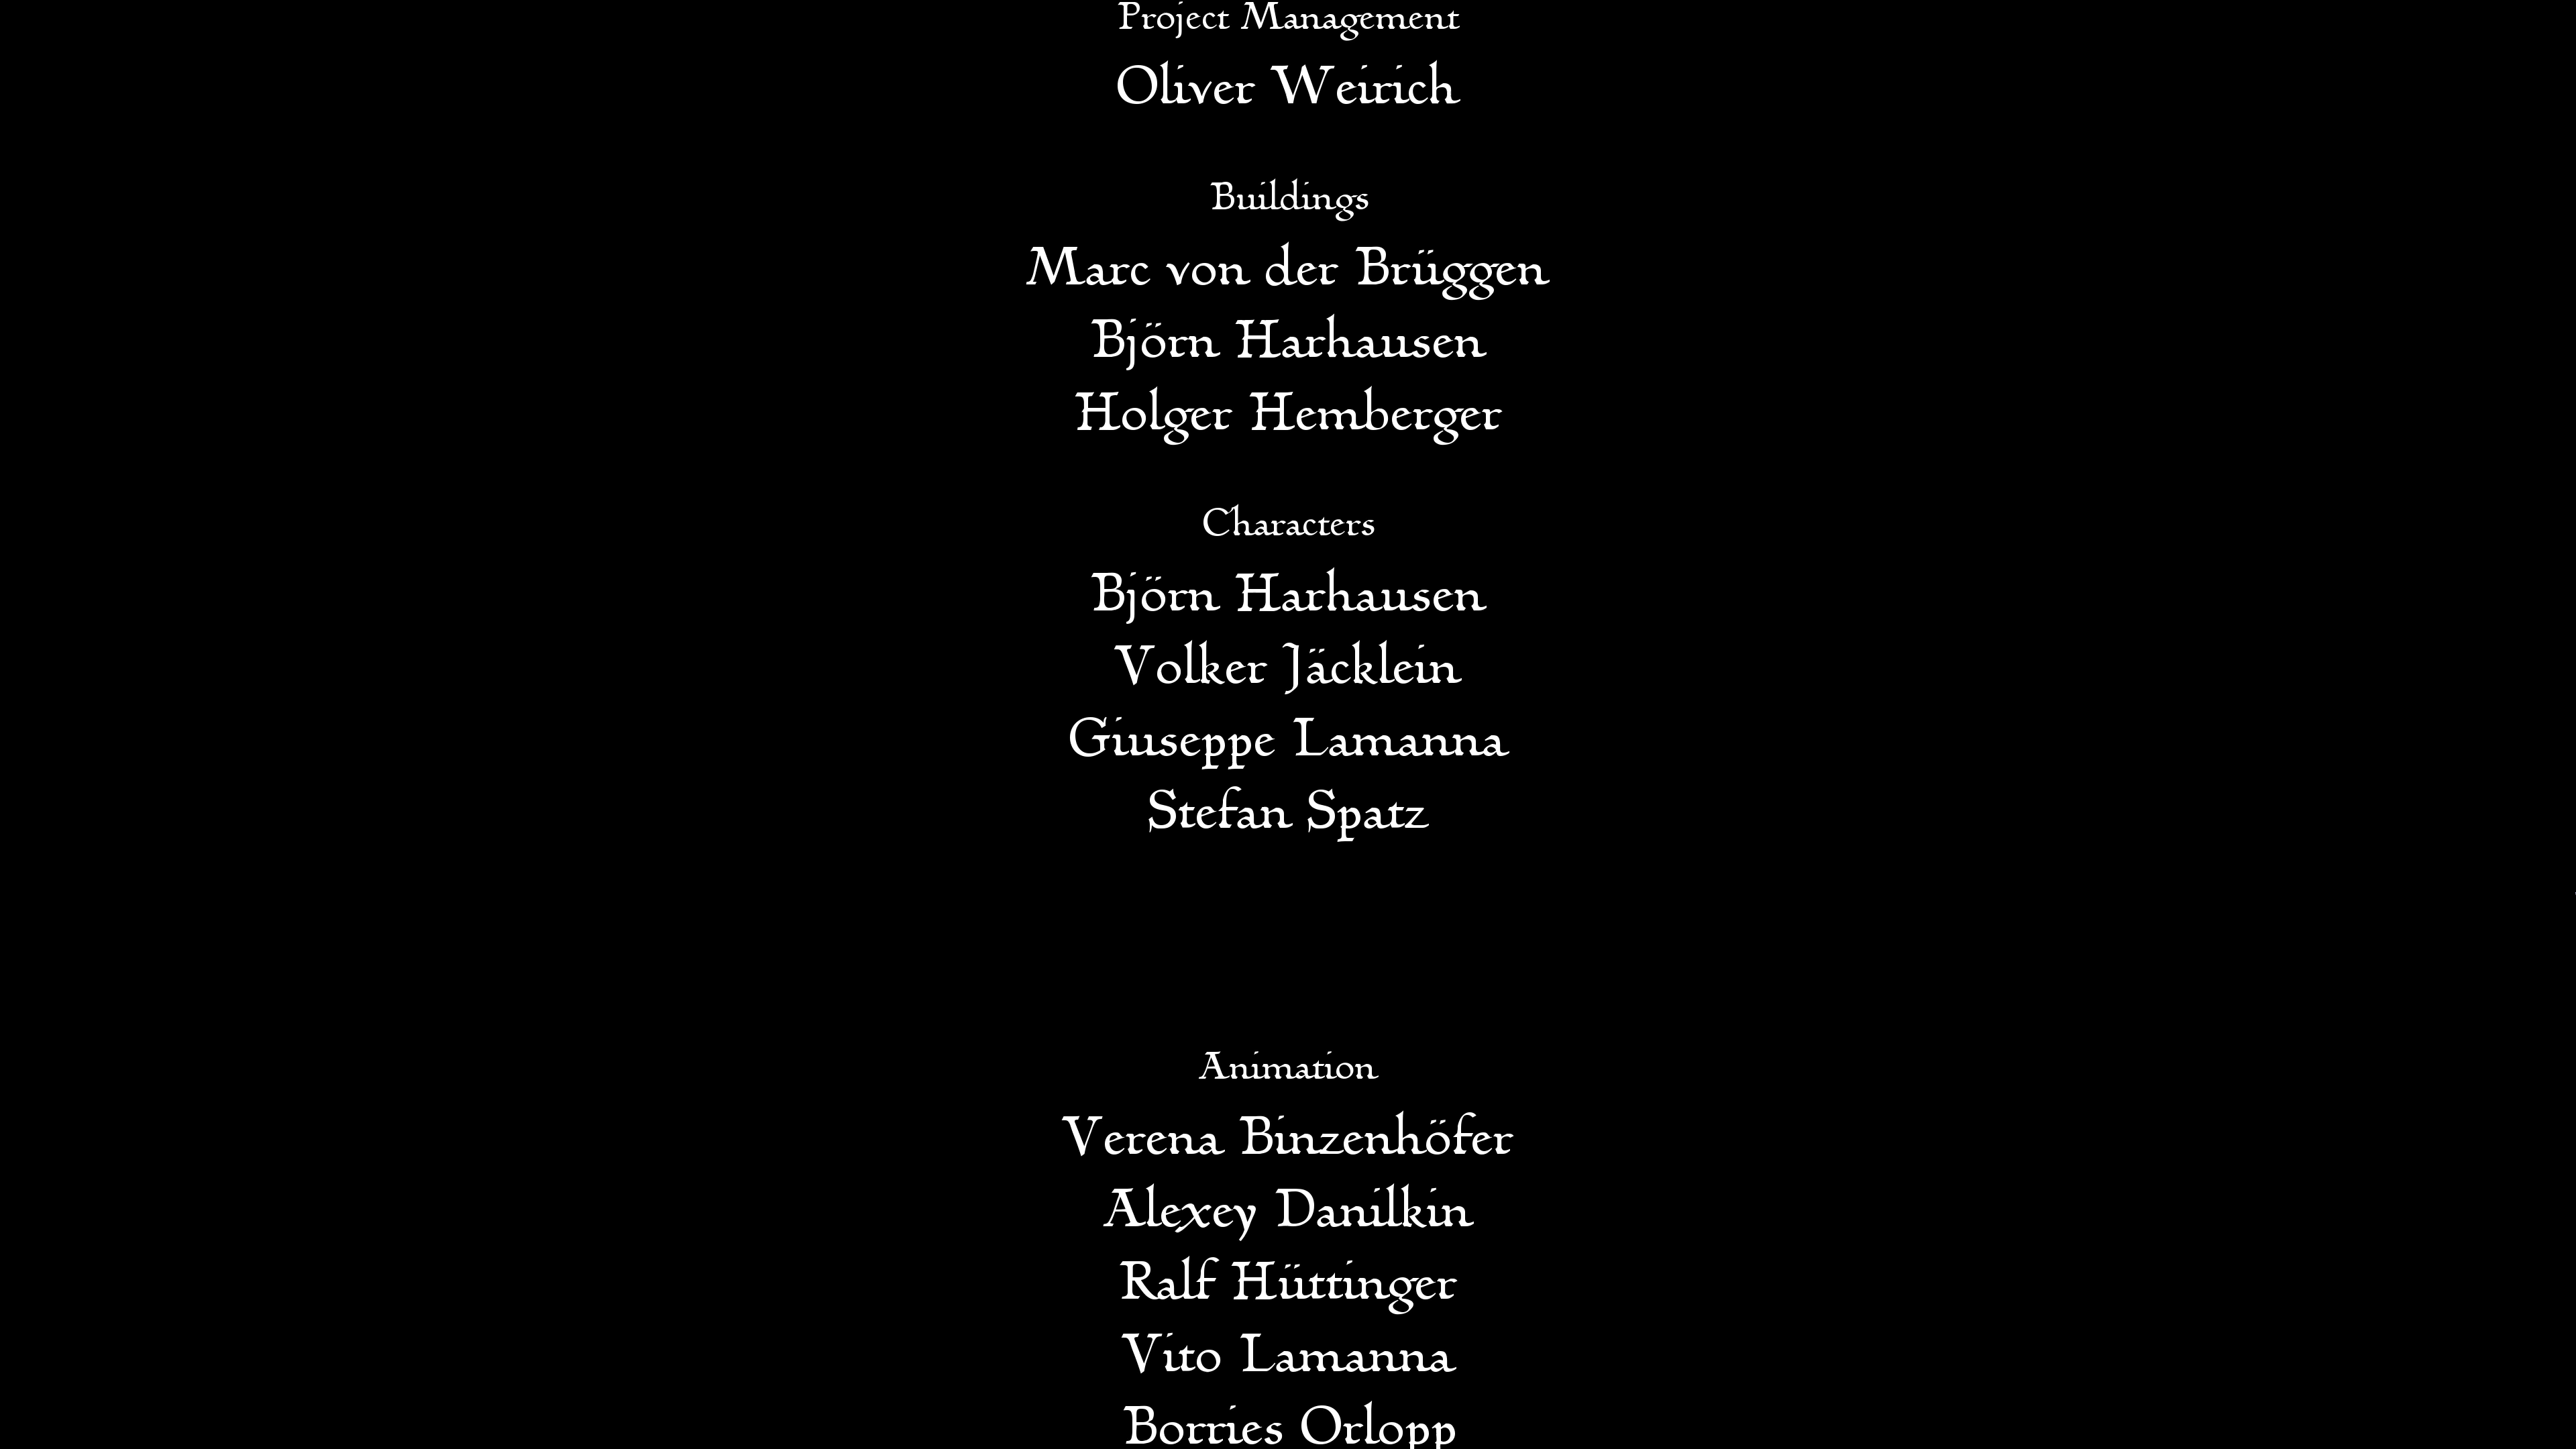 Project Management
Oliver Weirich
Buildings
Marc von der Brüggen
Björn Harhausen
Holger Hemberger
Characters
Björn Harhausen
Volker Jäcklein
Giuseppe Lamanna
Stefan Spatz
Animation
Verena Binzenhöfer
Alexey Danilkin
Ralf Hüttinger
Vito Lamanna
Borries Orlopp